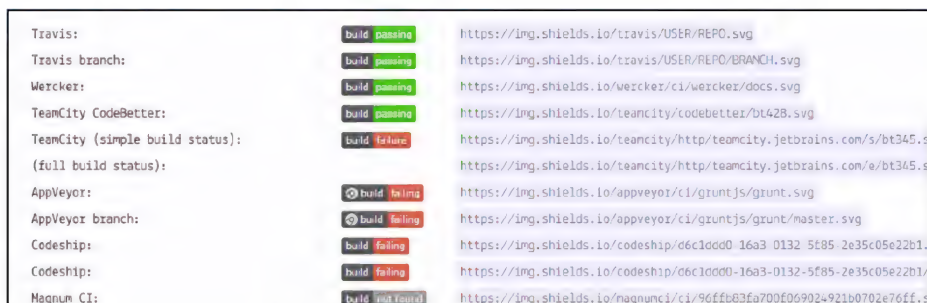 Travis: build passing https://img.shields.io/travis/USER/REPO.svg
Travis branch: build passing https://img.shields.io/travis/USER/REPO/BRANCH.svg
Wercker: build passing https://img.shields.io/wercker/ci/wercker/docs.svg
TeamCity CodeBetter: build passing https://img.shields.io/teamcity/codebetter/bt428.svg
TeamCity (simple build status): build failure https://img.shields.io/teamcity/http/teamcity.jetbrains.com/s/bt345.s
(full build status): https://img.shields.io/teamcity/http/teamcity.jetbrains.com/e/bt345.s
AppVeyor: build failing https://img.shields.io/appveyor/ci/gruntjs/grunt.svg
AppVeyor branch: build failing https://img.shields.io/appveyor/ci/gruntjs/grunt/master.svg
Codeship: build failing https://img.shields.io/codeship/d6c1ddd0-16a3-0132-5f85-2e35c05e22b1.
Codeship: build failing https://img.shields.io/codeship/d6c1ddd0-16a3-0132-5f85-2e35c05e22b1/
Magnum CI: build not found https://img.shields.io/magnumci/ci/96ffb83fa700f069024921b0702e76ff.s